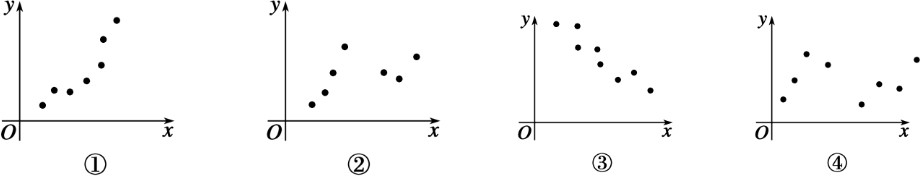 y y y y
O x O x O x O x
① ② ③ ④